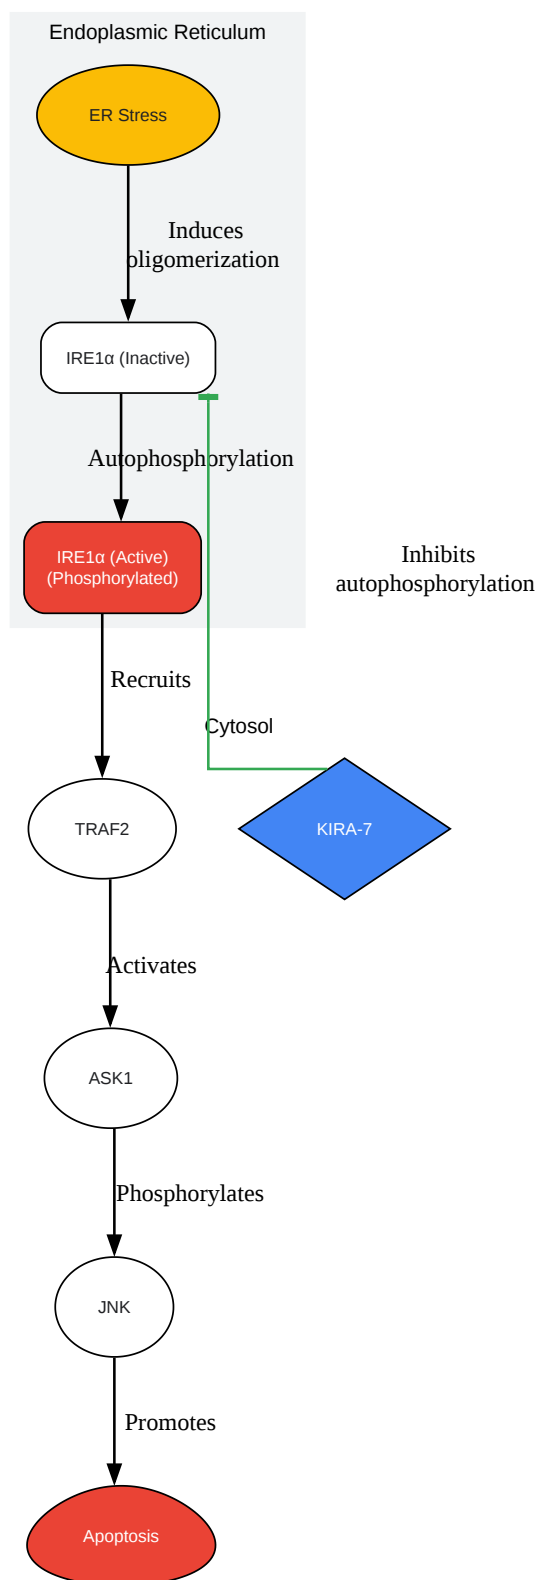 Endoplasmic Reticulum
ER Stress
Induces
oligomerization
IRE1α (Inactive)
Autophosphorylation
IRE1α (Active)
(Phosphorylated)
Inhibits
autophosphorylation
Recruits
Cytosol
TRAF2
KIRA-7
Activates
ASK1
Phosphorylates
JNK
Promotes
Apoptosis